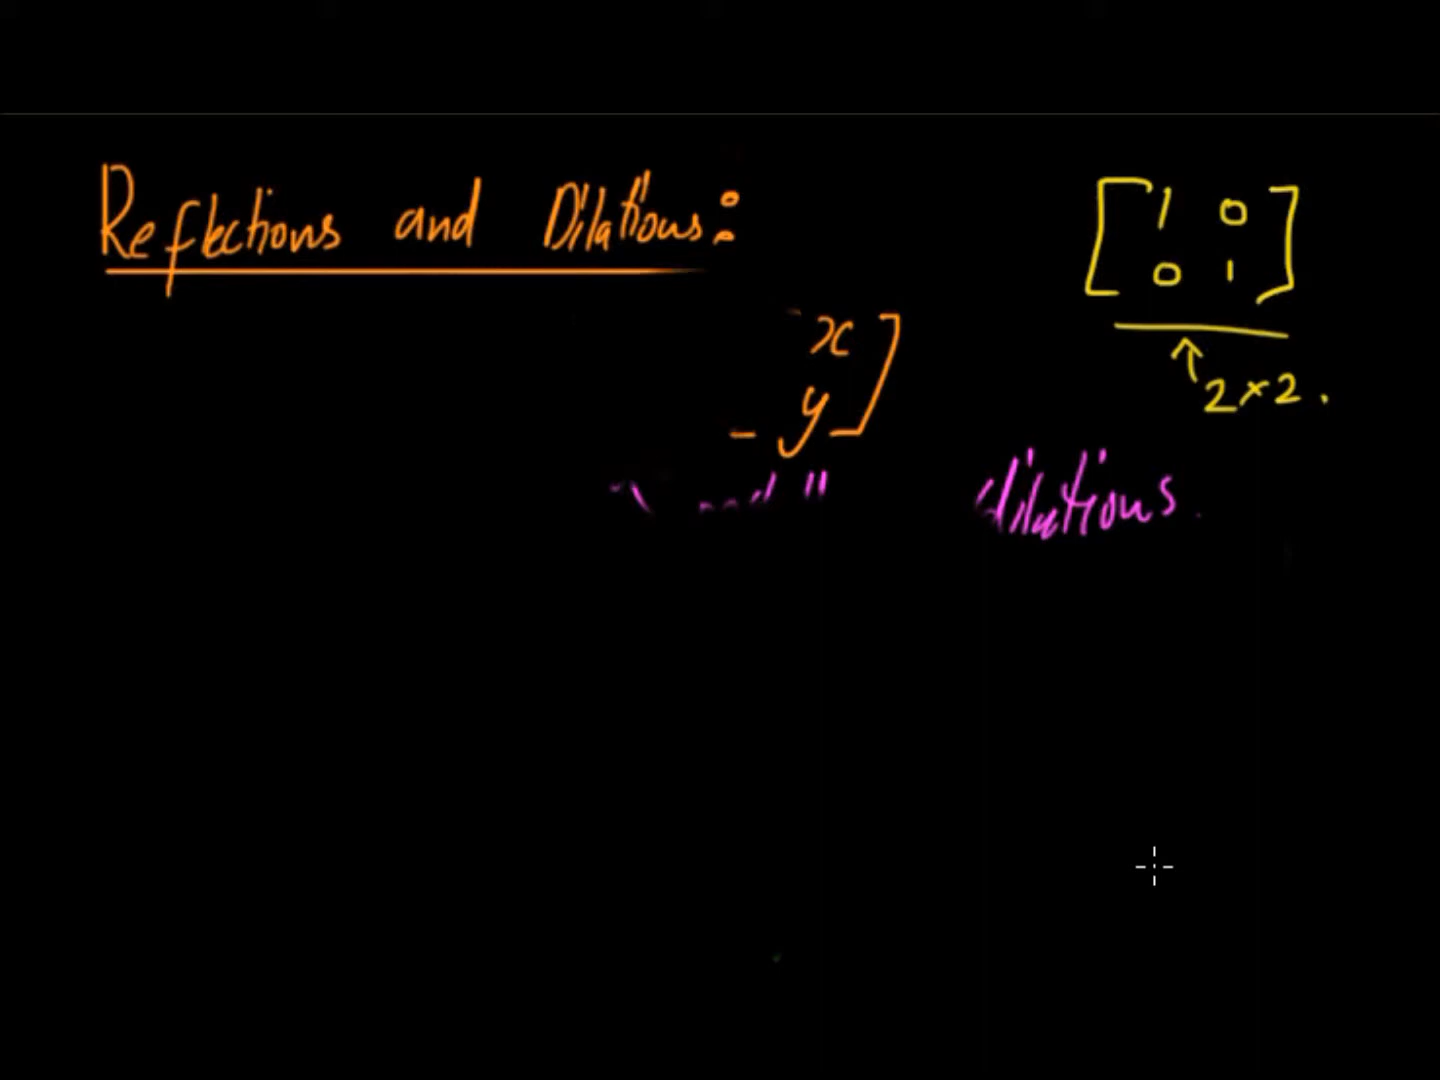 Reflections and Dilations:
[1 0
0 1]
2×2.
x]
y
dilations.